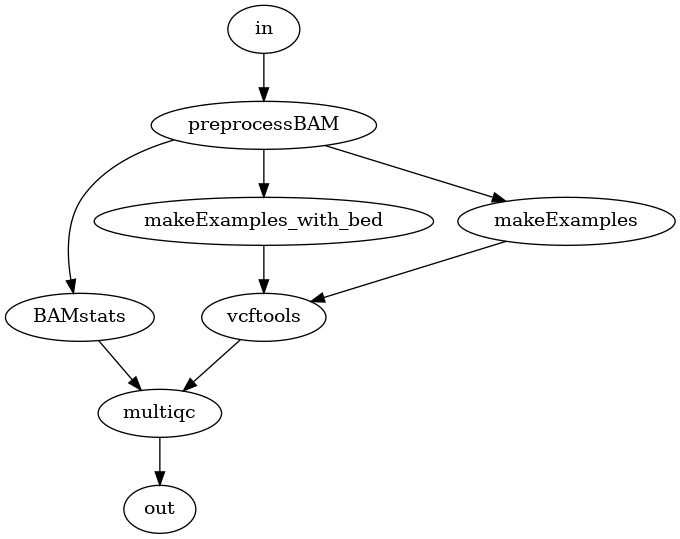 in
preprocessBAM
makeExamples_with_bed
makeExamples
BAMstats
vcftools
multiqc
out